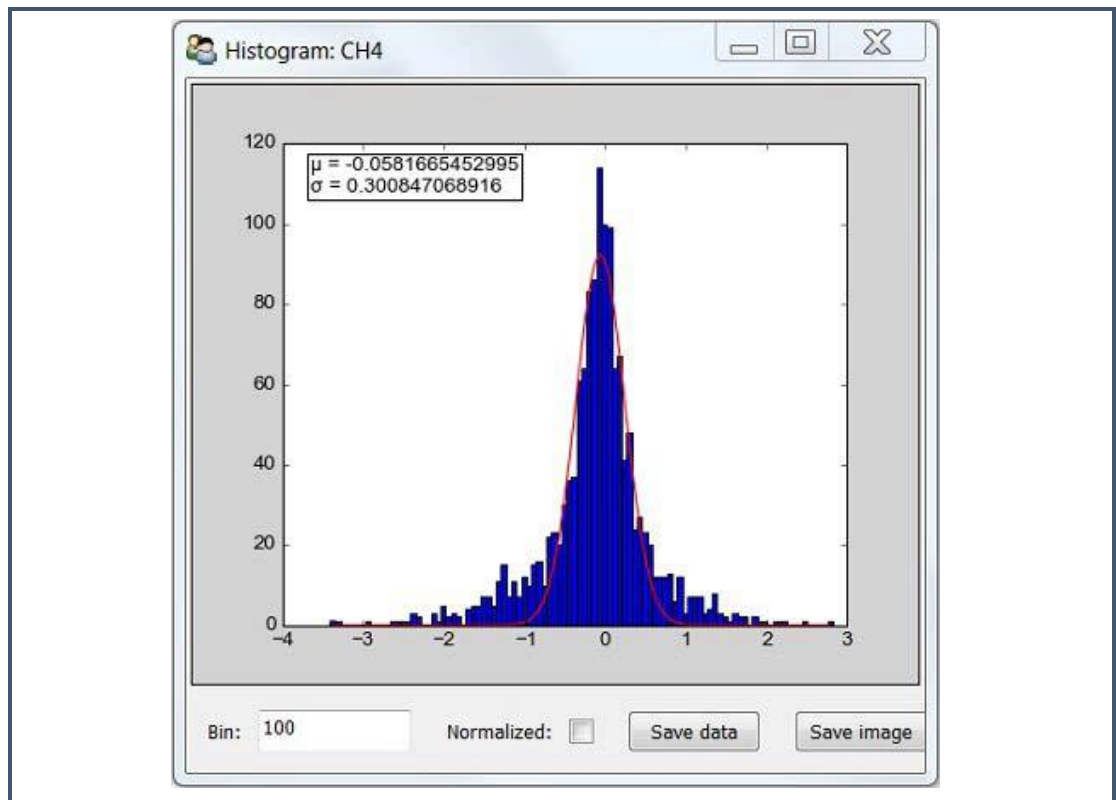 Histogram: CH4
120
μ = -0.0581665452995
σ = 0.300847068916
100
80
60
40
20
0
−4 −3 −2 −1 0 1 2 3
Bin: 100 Normalized: Save data Save image